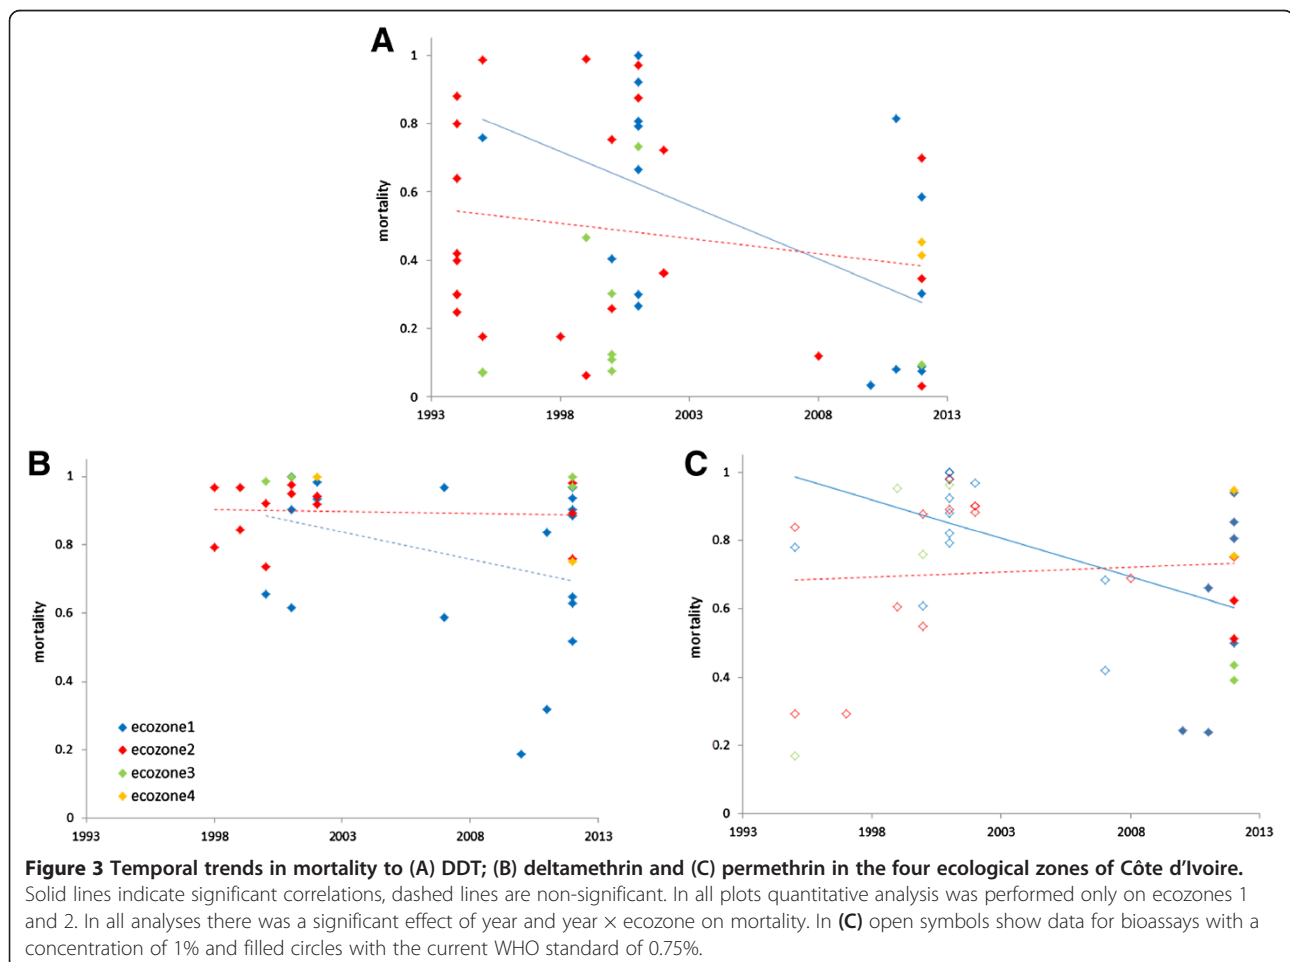 A
1
0.8
0.6
0.4
0.2
0
mortality
1993
1998
2003
2008
2013
B
1
0.8
0.6
0.4
0.2
0
mortality
ecozone1
ecozone2
ecozone3
ecozone4
1993
1998
2003
2008
2013
C
1
0.8
0.6
0.4
0.2
0
mortality
1993
1998
2003
2008
2013
Figure 3 Temporal trends in mortality to (A) DDT; (B) deltamethrin and (C) permethrin in the four ecological zones of Côte d'Ivoire.
Solid lines indicate significant correlations, dashed lines are non-significant. In all plots quantitative analysis was performed only on ecozones 1
and 2. In all analyses there was a significant effect of year and year × ecozone on mortality. In (C) open symbols show data for bioassays with a
concentration of 1% and filled circles with the current WHO standard of 0.75%.